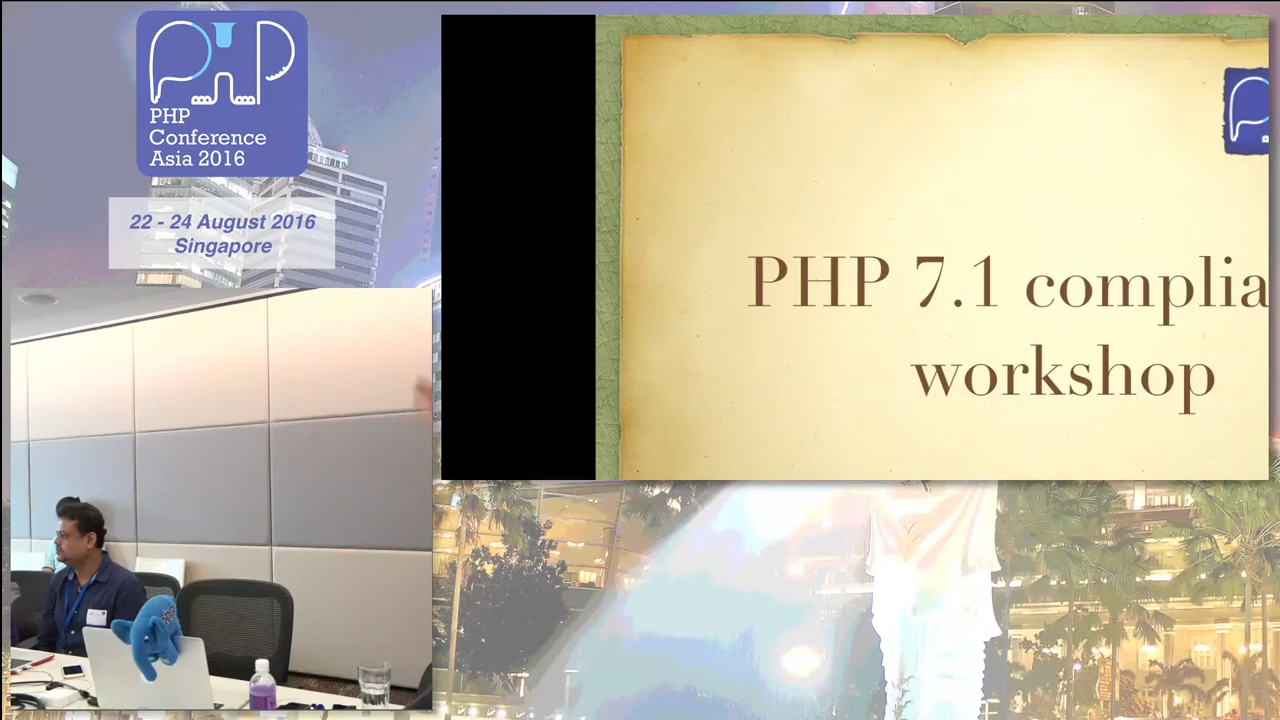 PHP
Conference
Asia 2016
22 - 24 August 2016
Singapore
PHP 7.1 complia
workshop